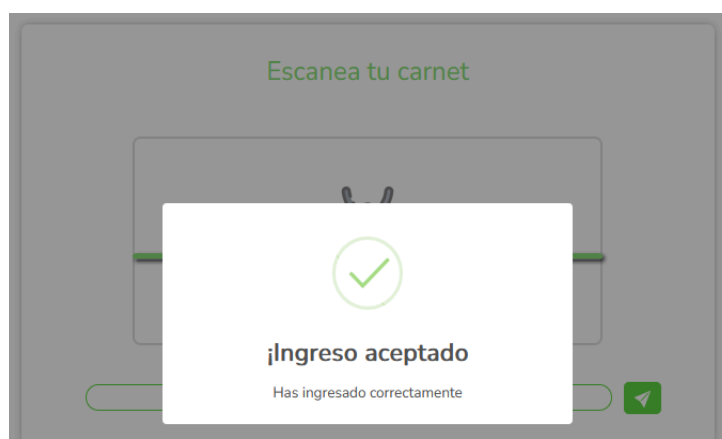 Escanea tu carnet
¡Ingreso aceptado
Has ingresado correctamente